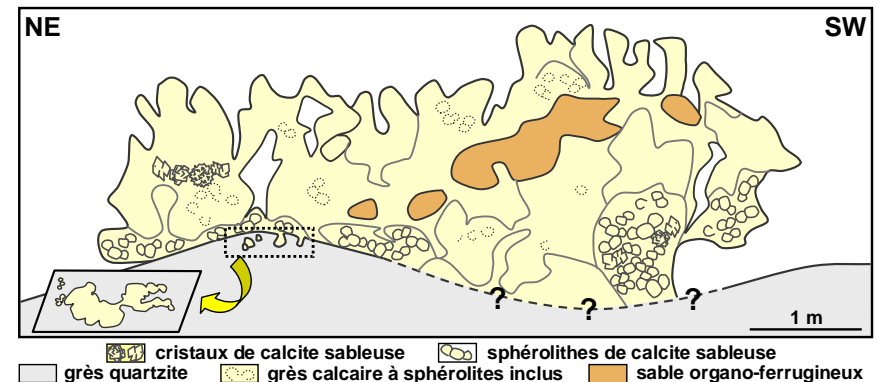 NE SW
? ? ?
1 m
cristaux de calcite sableuse sphérolithes de calcite sableuse
grès quartzite grès calcaire à sphérolites inclus sable organo-ferrugineux